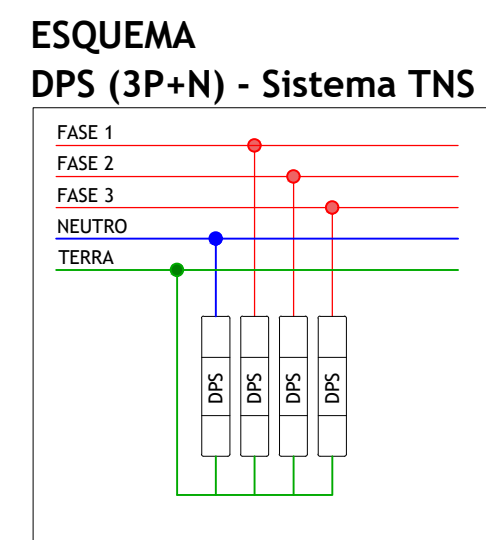 ESQUEMA
DPS (3P+N) - Sistema TNS
FASE 1
FASE 2
FASE 3
NEUTRO
TERRA
DPS
DPS
DPS
DPS